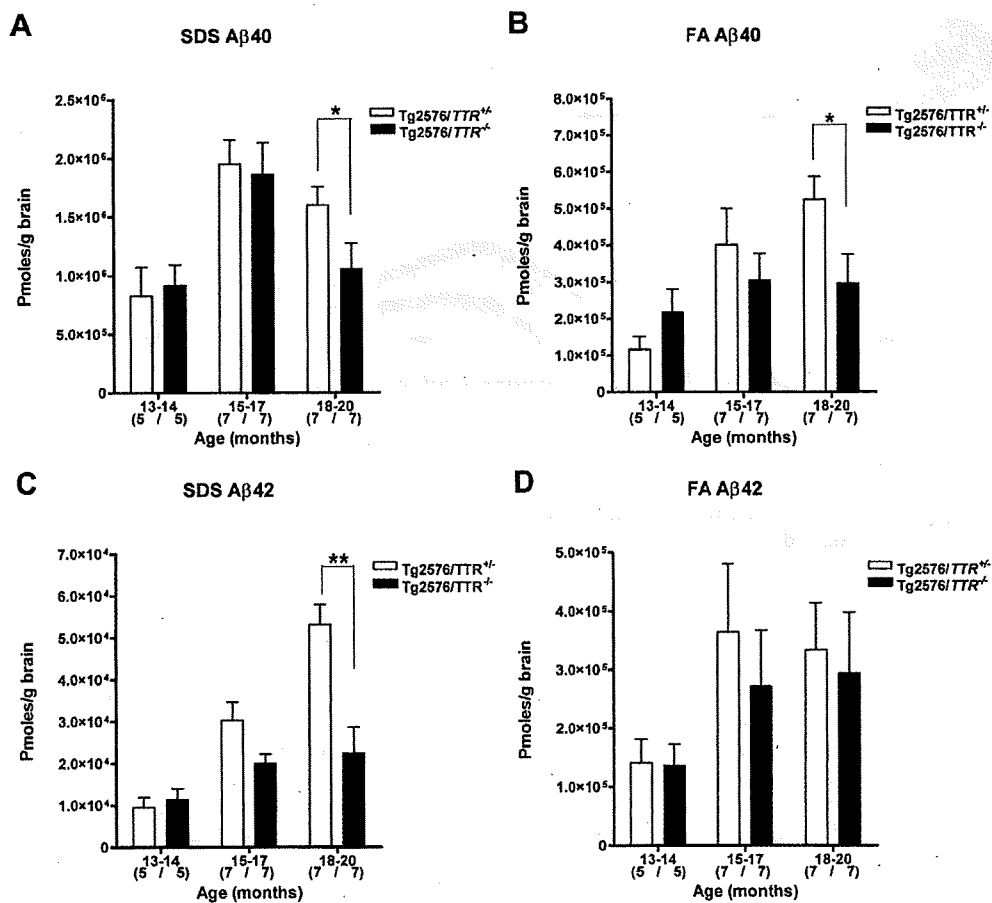 A
SDS Aβ40
2.5×10⁶
2.0×10⁶
1.5×10⁶
1.0×10⁶
5.0×10⁵
0
Pmoles/g brain
Tg2576/TTR⁺/⁻
Tg2576/TTR⁻/⁻
*
13-14 15-17 18-20
(5 / 5) (7 / 7) (7 / 7)
Age (months)
B
FA Aβ40
8.0×10⁵
7.0×10⁵
6.0×10⁵
5.0×10⁵
4.0×10⁵
3.0×10⁵
2.0×10⁵
1.0×10⁵
0
Pmoles/g brain
Tg2576/TTR⁺/⁻
Tg2576/TTR⁻/⁻
*
13-14 15-17 18-20
(5 / 5) (7 / 7) (7 / 7)
Age (months)
C
SDS Aβ42
7.0×10⁴
6.0×10⁴
5.0×10⁴
4.0×10⁴
3.0×10⁴
2.0×10⁴
1.0×10⁴
0
Pmoles/g brain
Tg2576/TTR⁺/⁻
Tg2576/TTR⁻/⁻
**
13-14 15-17 18-20
(5 / 5) (7 / 7) (7 / 7)
Age (months)
D
FA Aβ42
5.0×10⁵
4.0×10⁵
3.0×10⁵
2.0×10⁵
1.0×10⁵
0
Pmoles/g brain
Tg2576/TTR⁺/⁻
Tg2576/TTR⁻/⁻
13-14 15-17 18-20
(5 / 5) (7 / 7) (7 / 7)
Age (months)